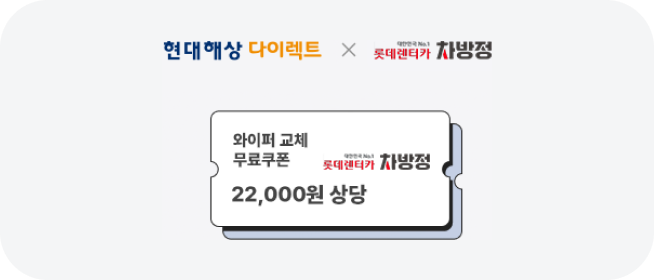 현대해상 다이렉트 × 대한민국 No.1 롯데렌터카 차방정
와이퍼 교체
무료쿠폰
대한민국 No.1
롯데렌터카 차방정
22,000원 상당